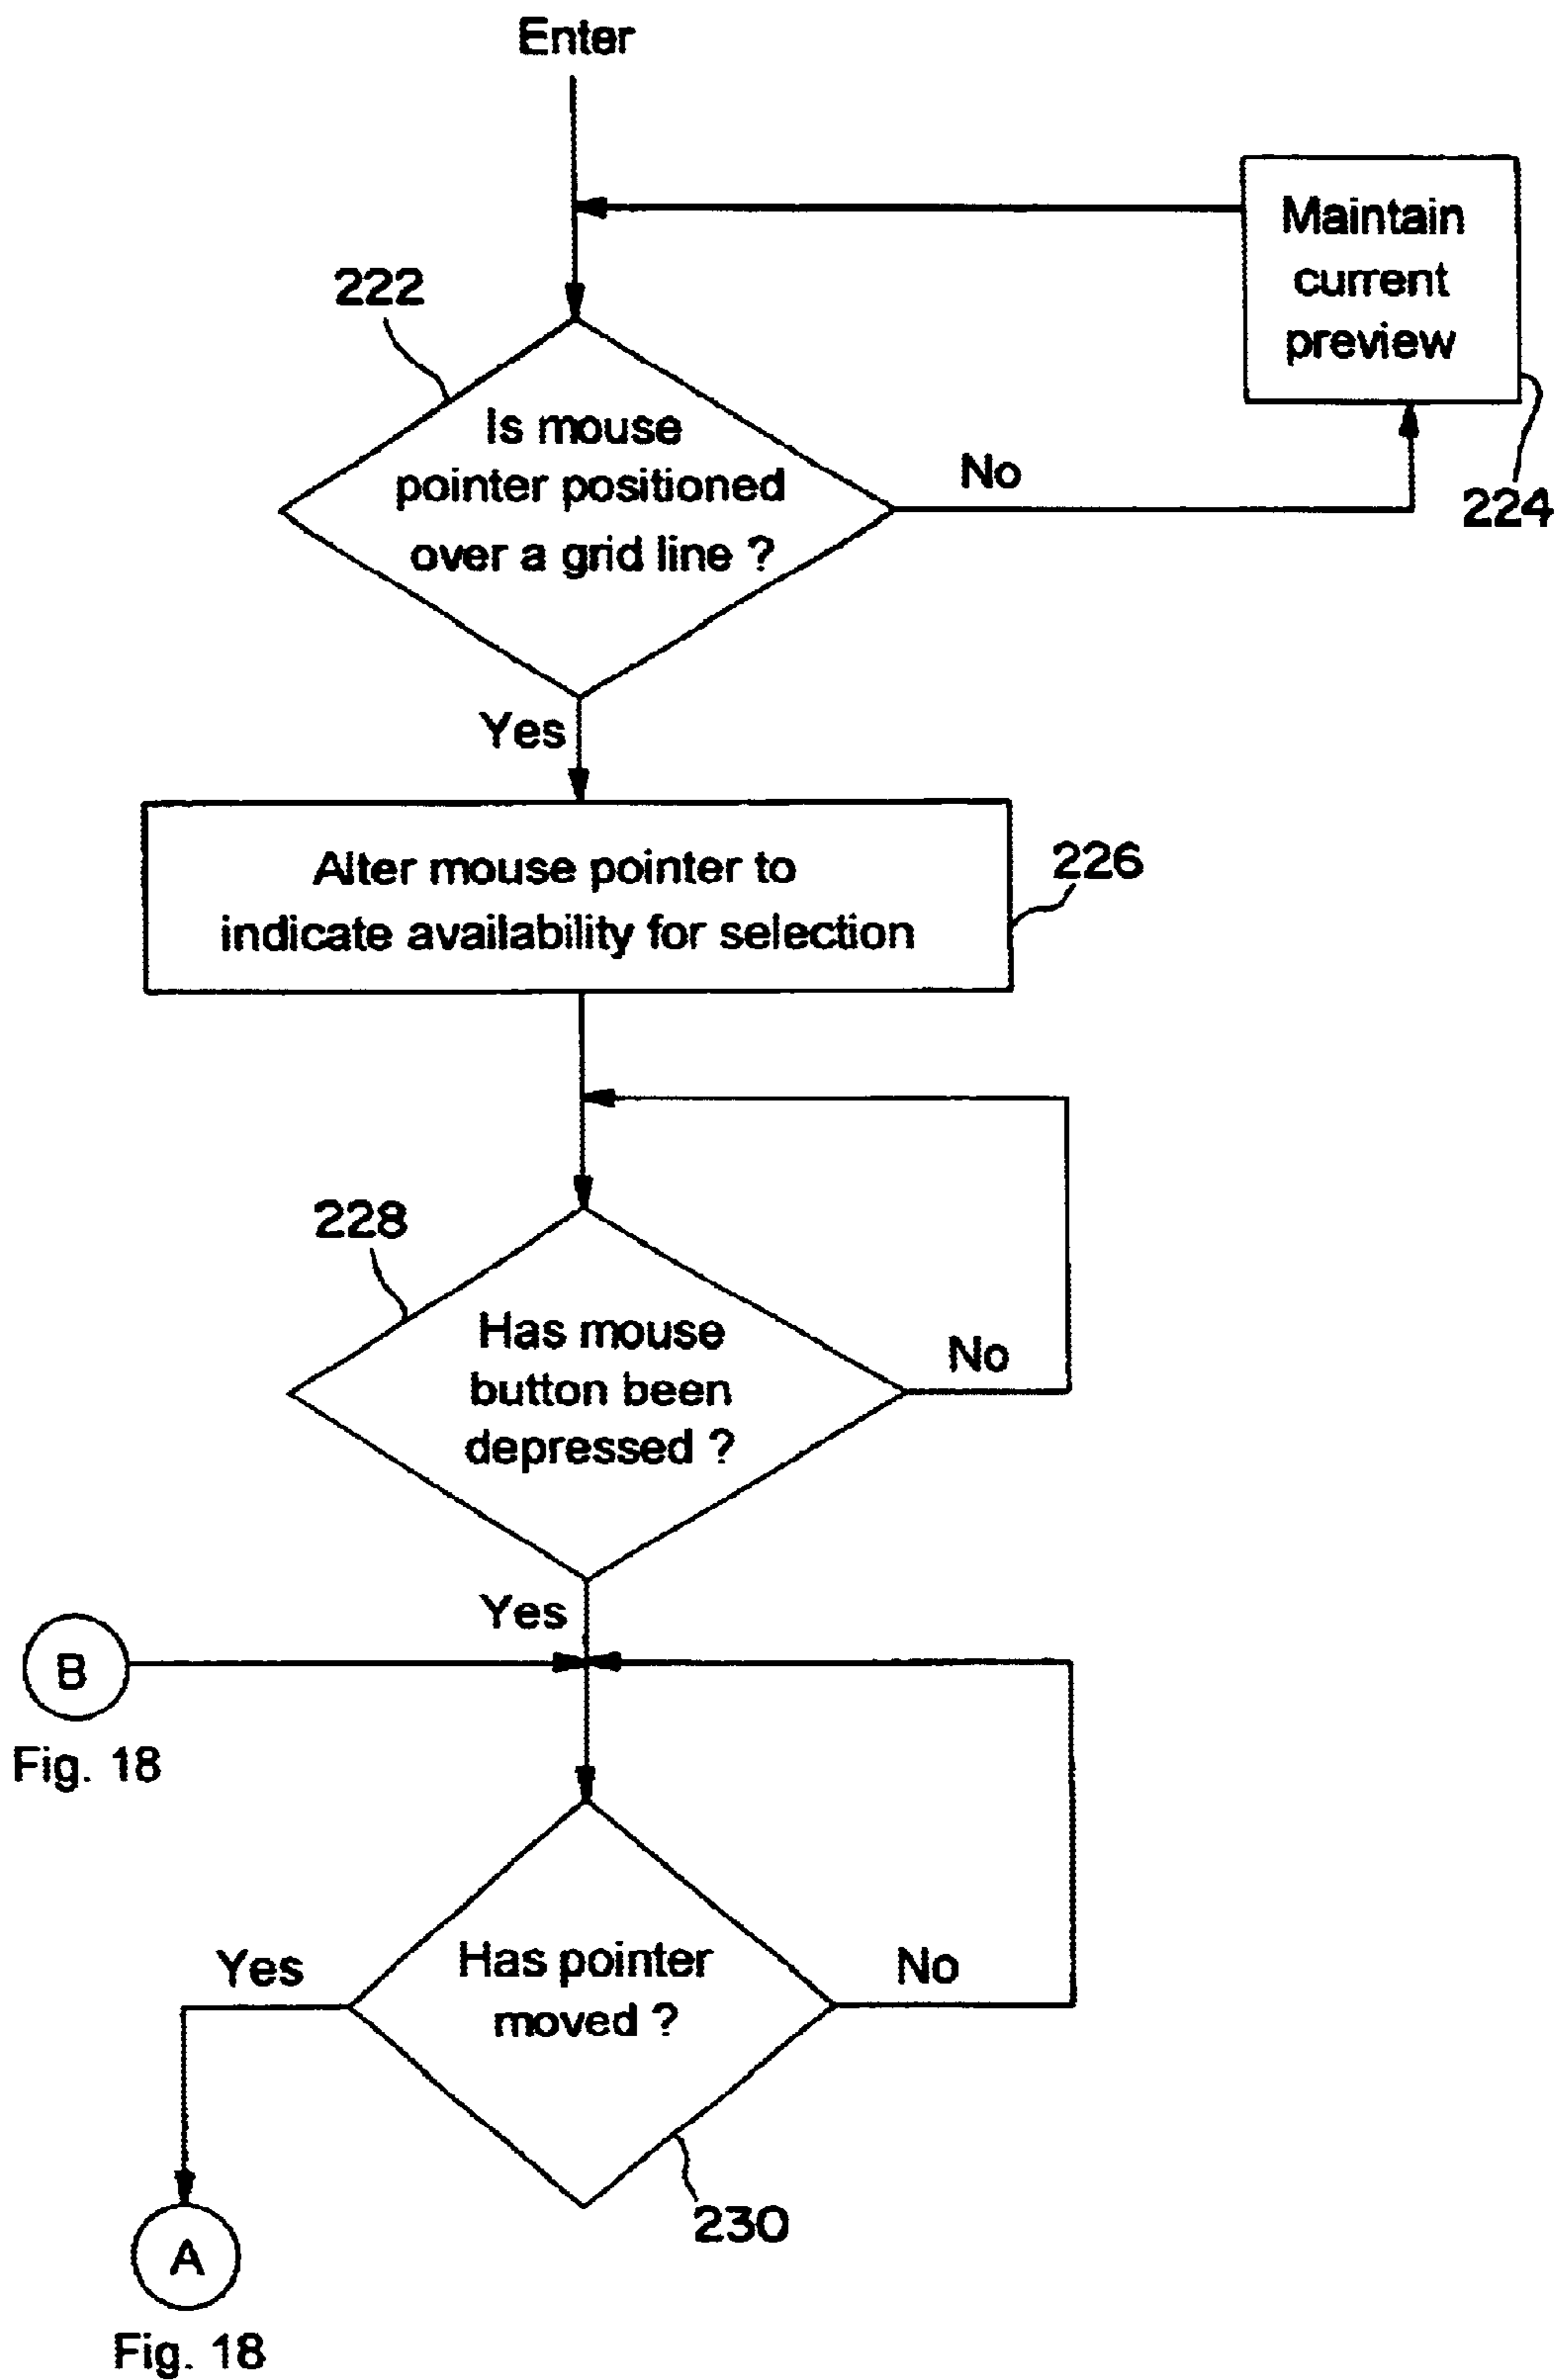 Enter
Maintain
current
preview
222
Is mouse
pointer positioned
over a grid line ?
No
224
Yes
Alter mouse pointer to
indicate availability for selection
226
228
Has mouse
button been
depressed ?
No
Yes
B
Fig. 18
Yes
Has pointer
moved ?
No
230
A
Fig. 18